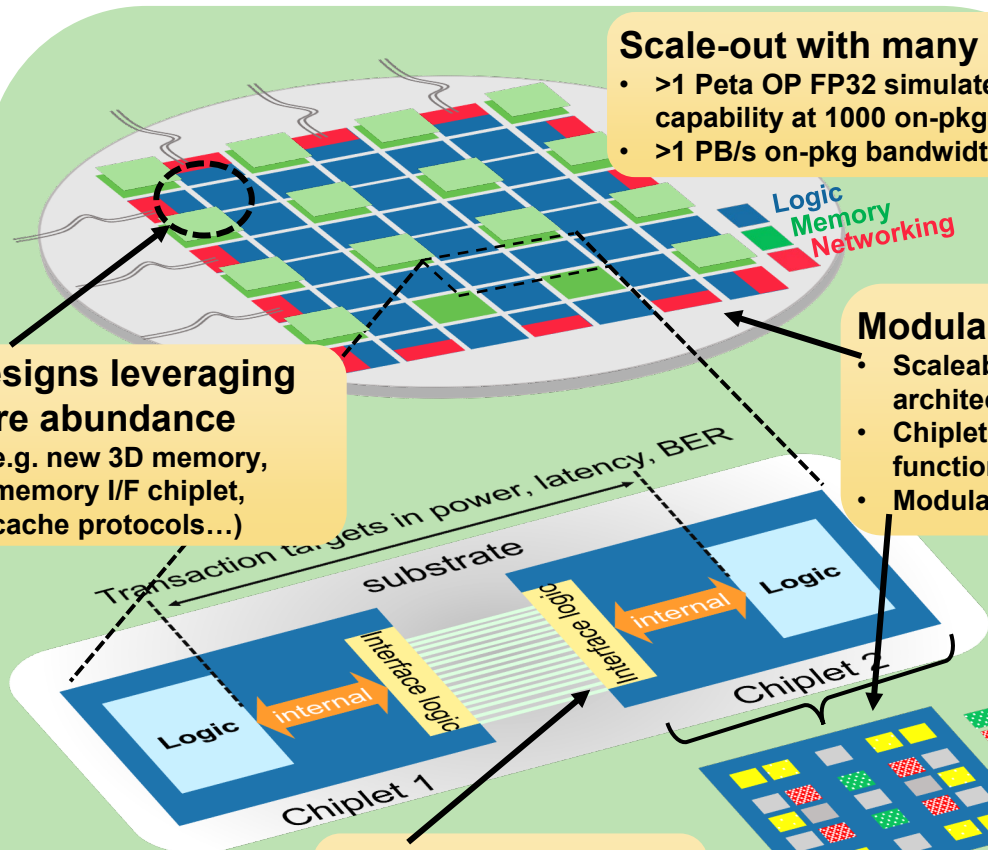 Scale-out with many
• >1 Peta OP FP32 simulate
capability at 1000 on-pkg
• >1 PB/s on-pkg bandwidt
Logic
Memory
Networking
esigns leveraging
re abundance
e.g. new 3D memory,
memory I/F chiplet,
cache protocols…)
Modula
• Scaleab
architec
• Chiplet
function
• Modula
Transaction targets in power, latency, BER
substrate
Logic
internal
Interface logic
Interface logic
internal
Logic
Chiplet 1
Chiplet 2